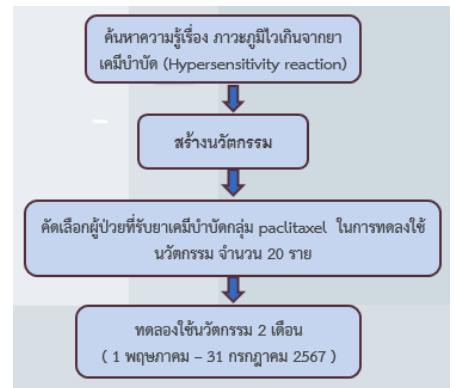 ค้นหาความรู้เรื่อง ภาวะภูมิไวเกินจากยา
เคมีบำบัด (Hypersensitivity reaction)
สร้างนวัตกรรม
คัดเลือกผู้ป่วยที่รับยาเคมีบำบัดกลุ่ม paclitaxel ในการทดลงใช้
นวัตกรรม จำนวน 20 ราย
ทดลองใช้นวัตกรรม 2 เดือน
( 1 พฤษภาคม – 31 กรกฎาคม 2567 )